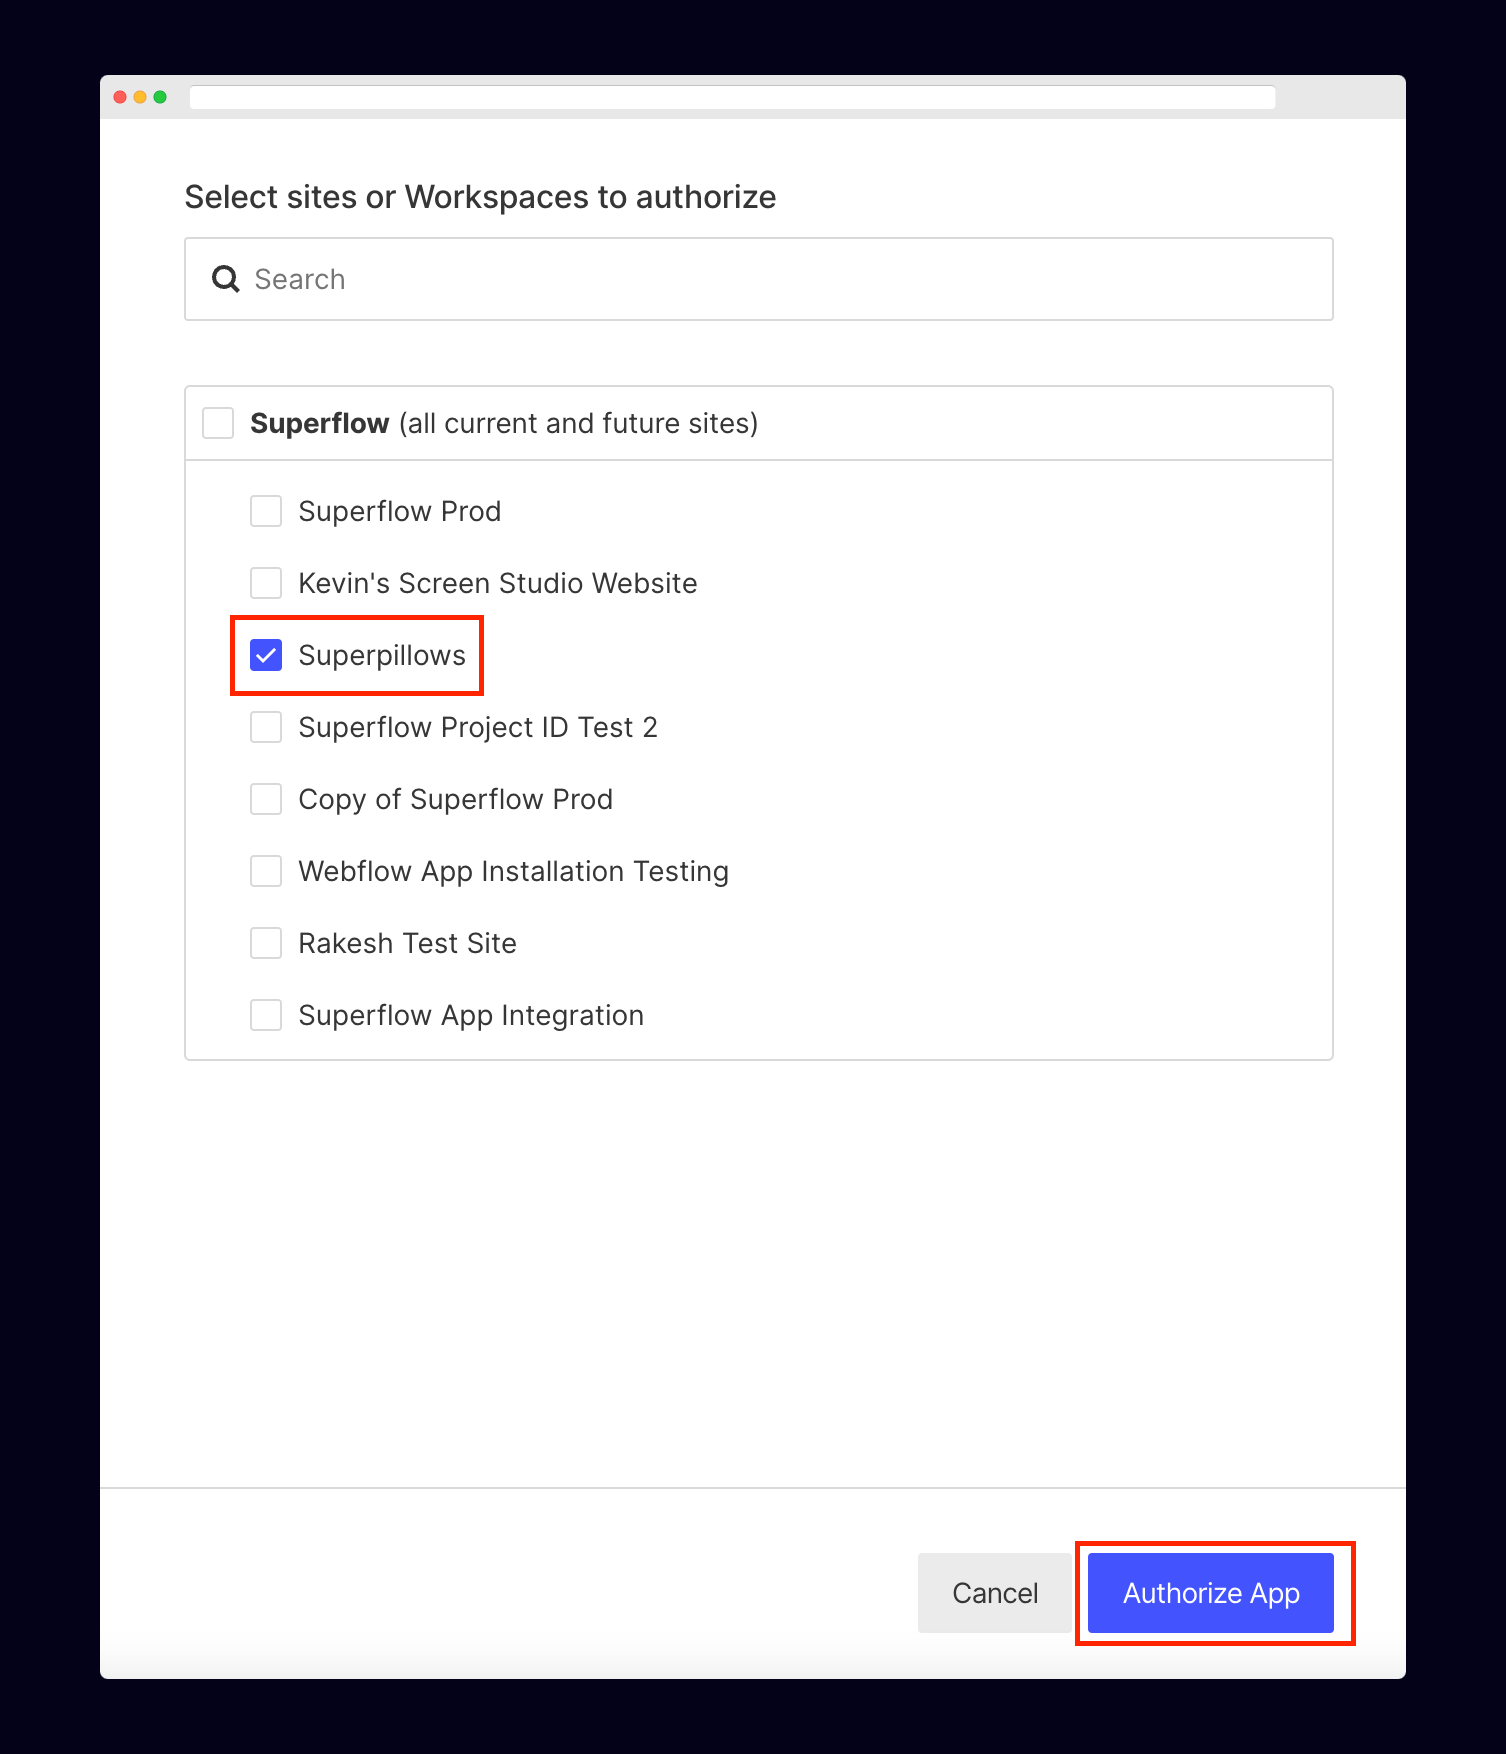 Select sites or Workspaces to authorize
Search
Superflow (all current and future sites)
Superflow Prod
Kevin's Screen Studio Website
Superpillows
Superflow Project ID Test 2
Copy of Superflow Prod
Webflow App Installation Testing
Rakesh Test Site
Superflow App Integration
Cancel
Authorize App